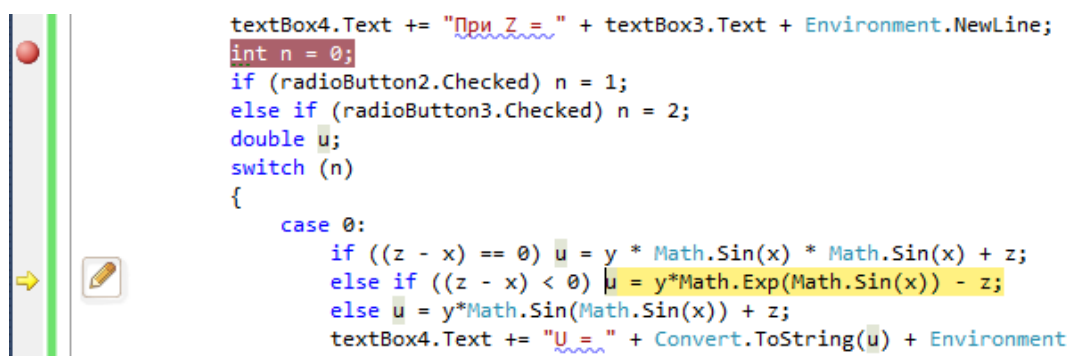 textBox4.Text += "При Z = " + textBox3.Text + Environment.NewLine;
int n = 0;
if (radioButton2.Checked) n = 1;
else if (radioButton3.Checked) n = 2;
double u;
switch (n)
{
case 0:
if ((z - x) == 0) u = y * Math.Sin(x) * Math.Sin(x) + z;
else if ((z - x) < 0) u = y*Math.Exp(Math.Sin(x)) - z;
else u = y*Math.Sin(Math.Sin(x)) + z;
textBox4.Text += "U = " + Convert.ToString(u) + Environment